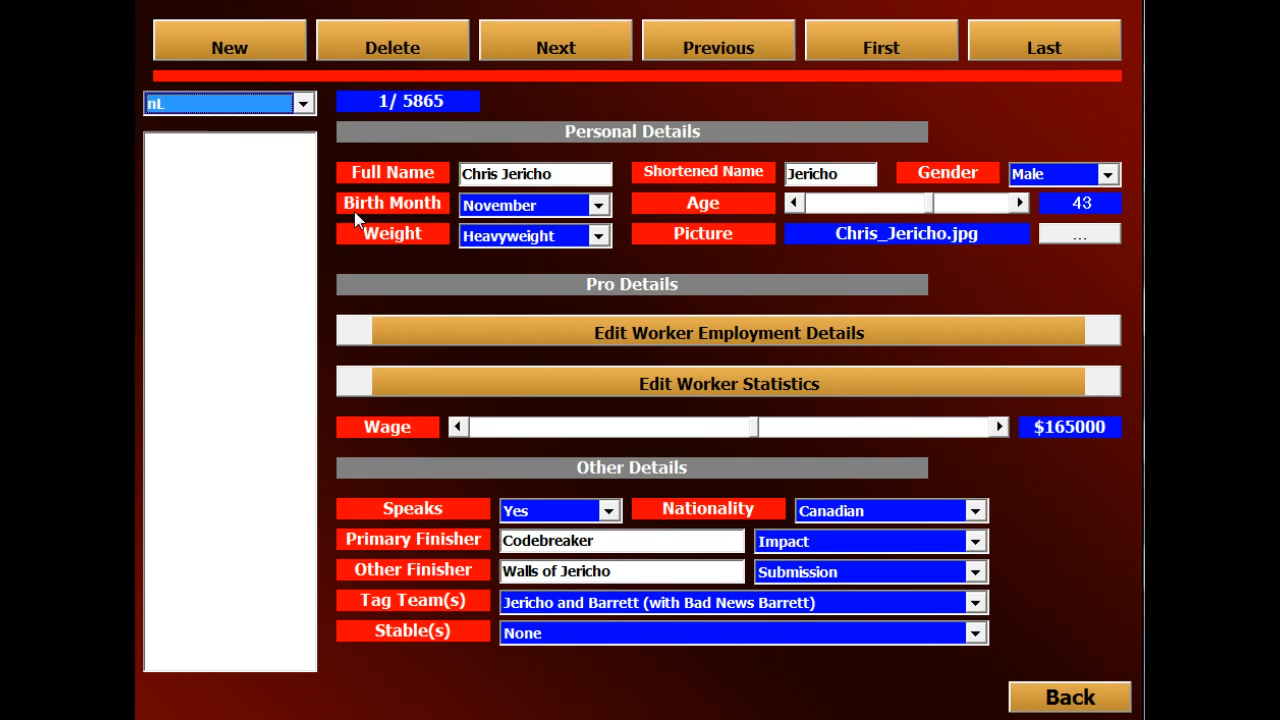 New Delete Next Previous First Last
nL 1/ 5865
Personal Details
Full Name Chris Jericho Shortened Name Jericho Gender Male
Birth Month November Age 43
Weight Heavyweight Picture Chris_Jericho.jpg ...
Pro Details
Edit Worker Employment Details
Edit Worker Statistics
Wage $165000
Other Details
Speaks Yes Nationality Canadian
Primary Finisher Codebreaker Impact
Other Finisher Walls of Jericho Submission
Tag Team(s) Jericho and Barrett (with Bad News Barrett)
Stable(s) None
Back